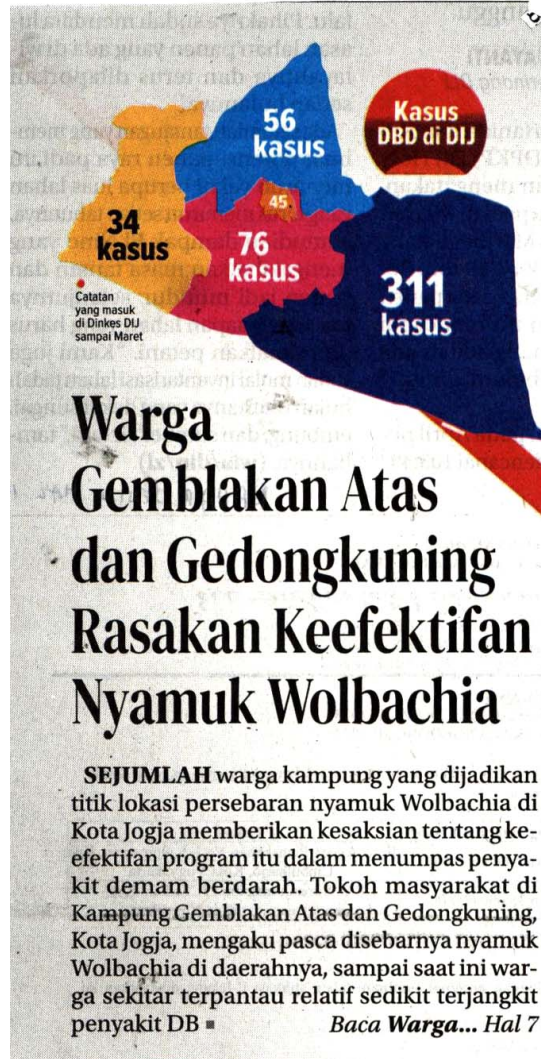 Kasus
DBD di DIJ
56
kasus
45
34
kasus
76
kasus
311
kasus
Catatan
yang masuk
di Dinkes DIJ
sampai Maret
Warga
Gemblakan Atas
dan Gedongkuning
Rasakan Keefektifan
Nyamuk Wolbachia
SEJUMLAH warga kampung yang dijadikan
titik lokasi persebaran nyamuk Wolbachia di
Kota Jogja memberikan kesaksian tentang ke-
efektifan program itu dalam menumpas penya-
kit demam berdarah. Tokoh masyarakat di
Kampung Gemblakan Atas dan Gedongkuning,
Kota Jogja, mengaku pasca disebarnya nyamuk
Wolbachia di daerahnya, sampai saat ini war-
ga sekitar terpantau relatif sedikit terjangkit
penyakit DB ▪ Baca Warga... Hal 7